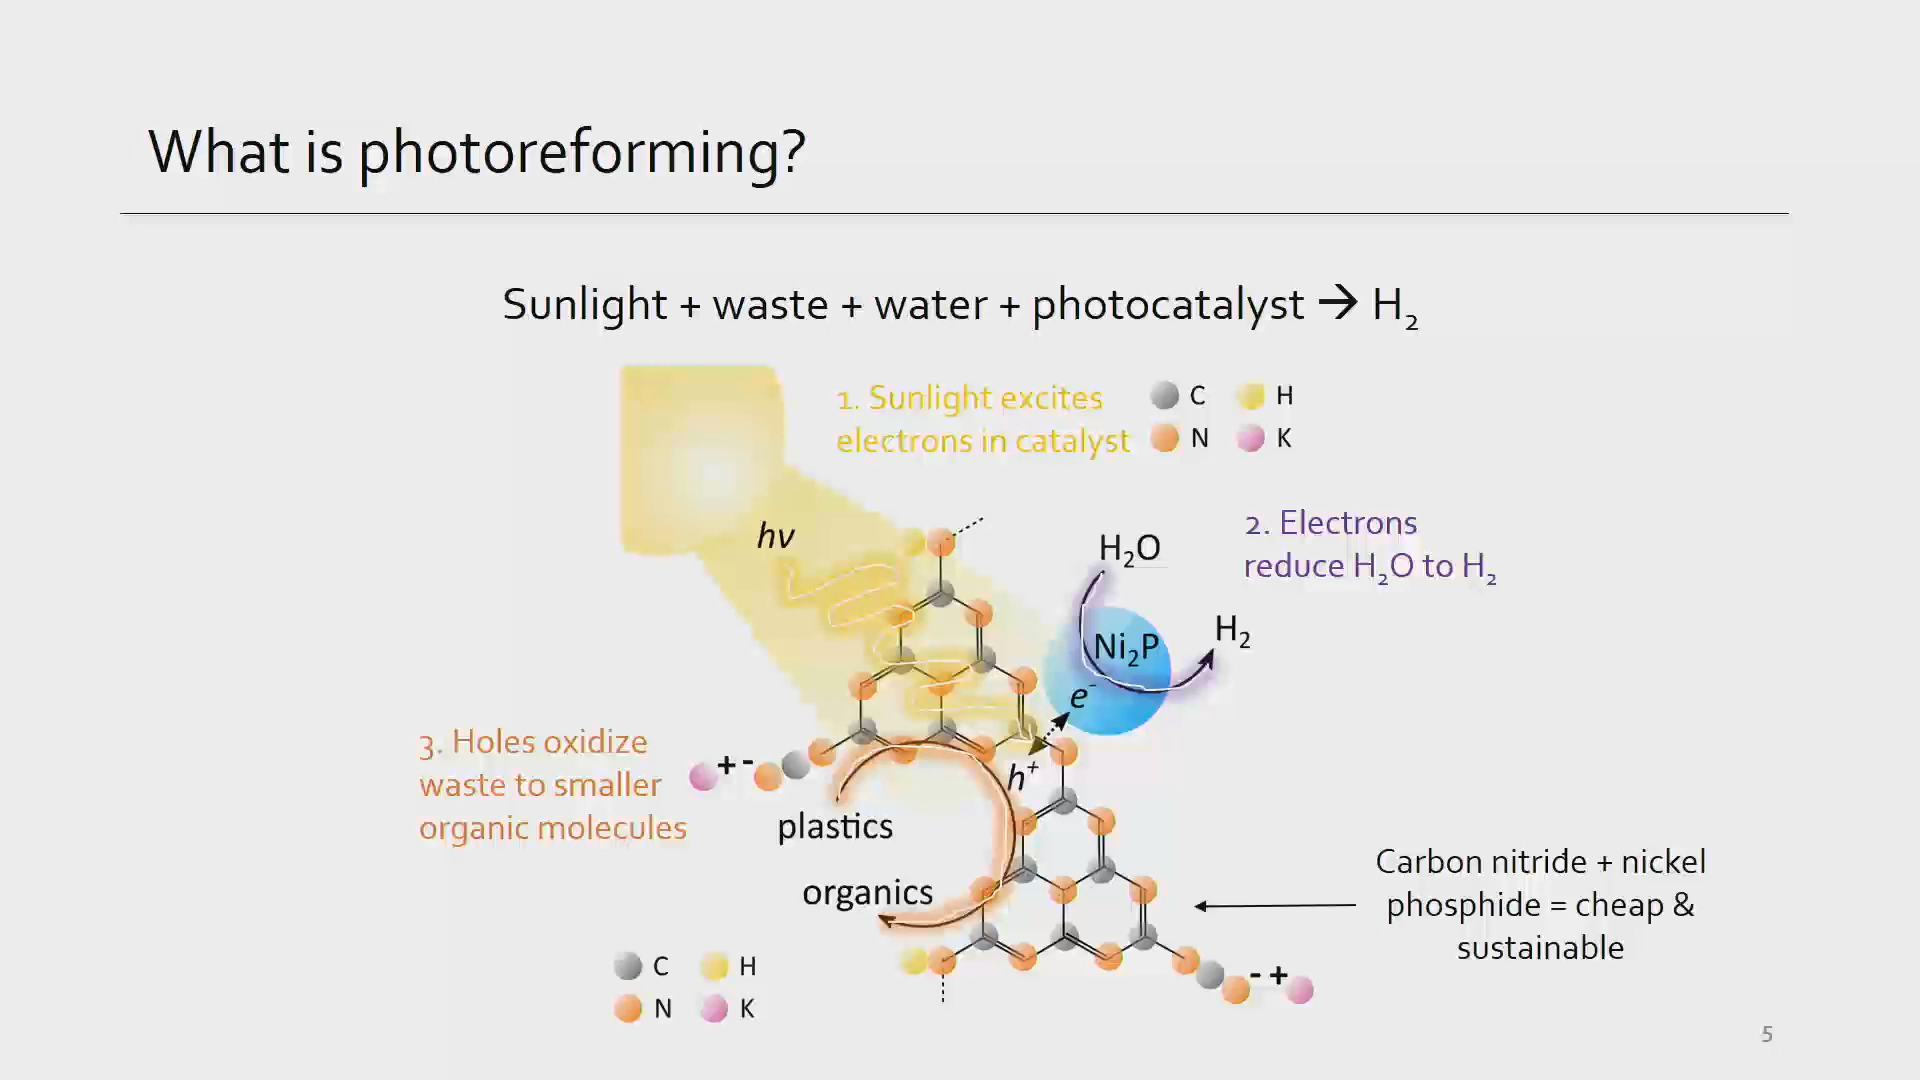 What is photoreforming?
Sunlight + waste + water + photocatalyst → H₂
1. Sunlight excites
electrons in catalyst
C H
N K
hν
H₂O
2. Electrons
reduce H₂O to H₂
H₂
Ni₂P
e⁻
h⁺
3. Holes oxidize
waste to smaller
organic molecules
+ -
plastics
organics
Carbon nitride + nickel
phosphide = cheap &
sustainable
C H
N K
- +
5